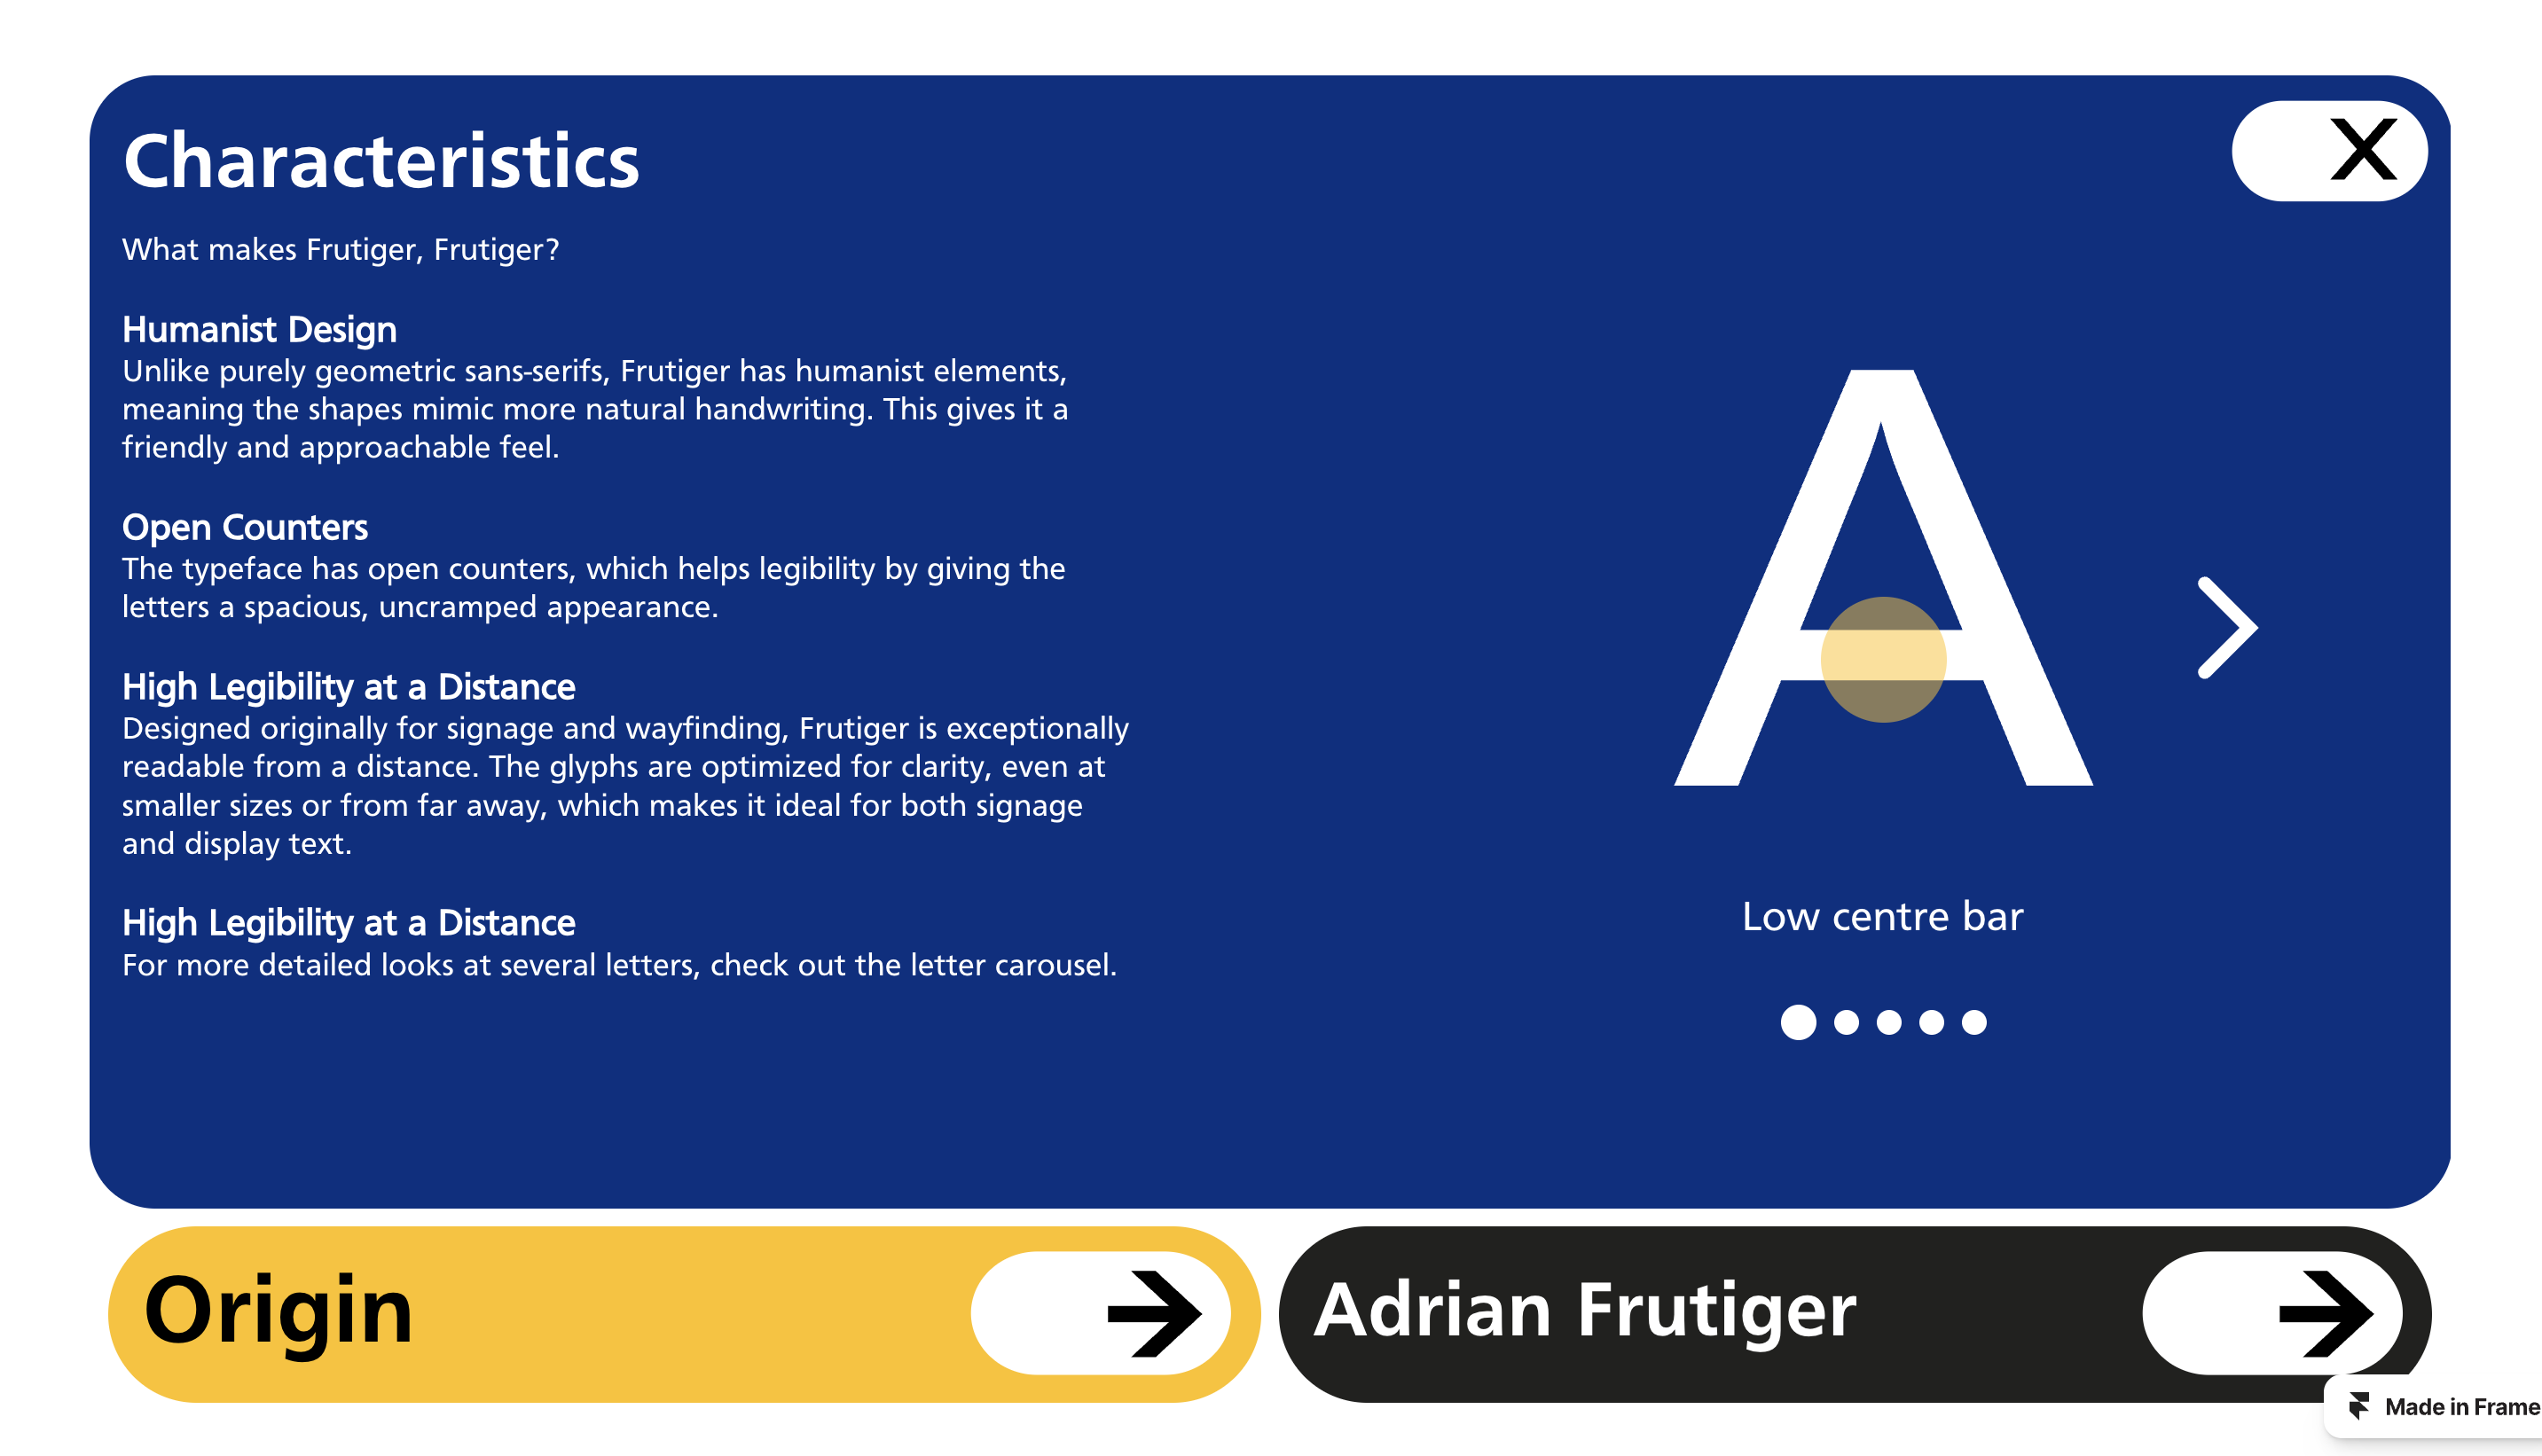 Characteristics
X
What makes Frutiger, Frutiger?
Humanist Design
Unlike purely geometric sans-serifs, Frutiger has humanist elements,
meaning the shapes mimic more natural handwriting. This gives it a
friendly and approachable feel.
Open Counters
The typeface has open counters, which helps legibility by giving the
letters a spacious, uncramped appearance.
High Legibility at a Distance
Designed originally for signage and wayfinding, Frutiger is exceptionally
readable from a distance. The glyphs are optimized for clarity, even at
smaller sizes or from far away, which makes it ideal for both signage
and display text.
High Legibility at a Distance
For more detailed looks at several letters, check out the letter carousel.
A
Low centre bar
Origin
Adrian Frutiger
Made in Frame